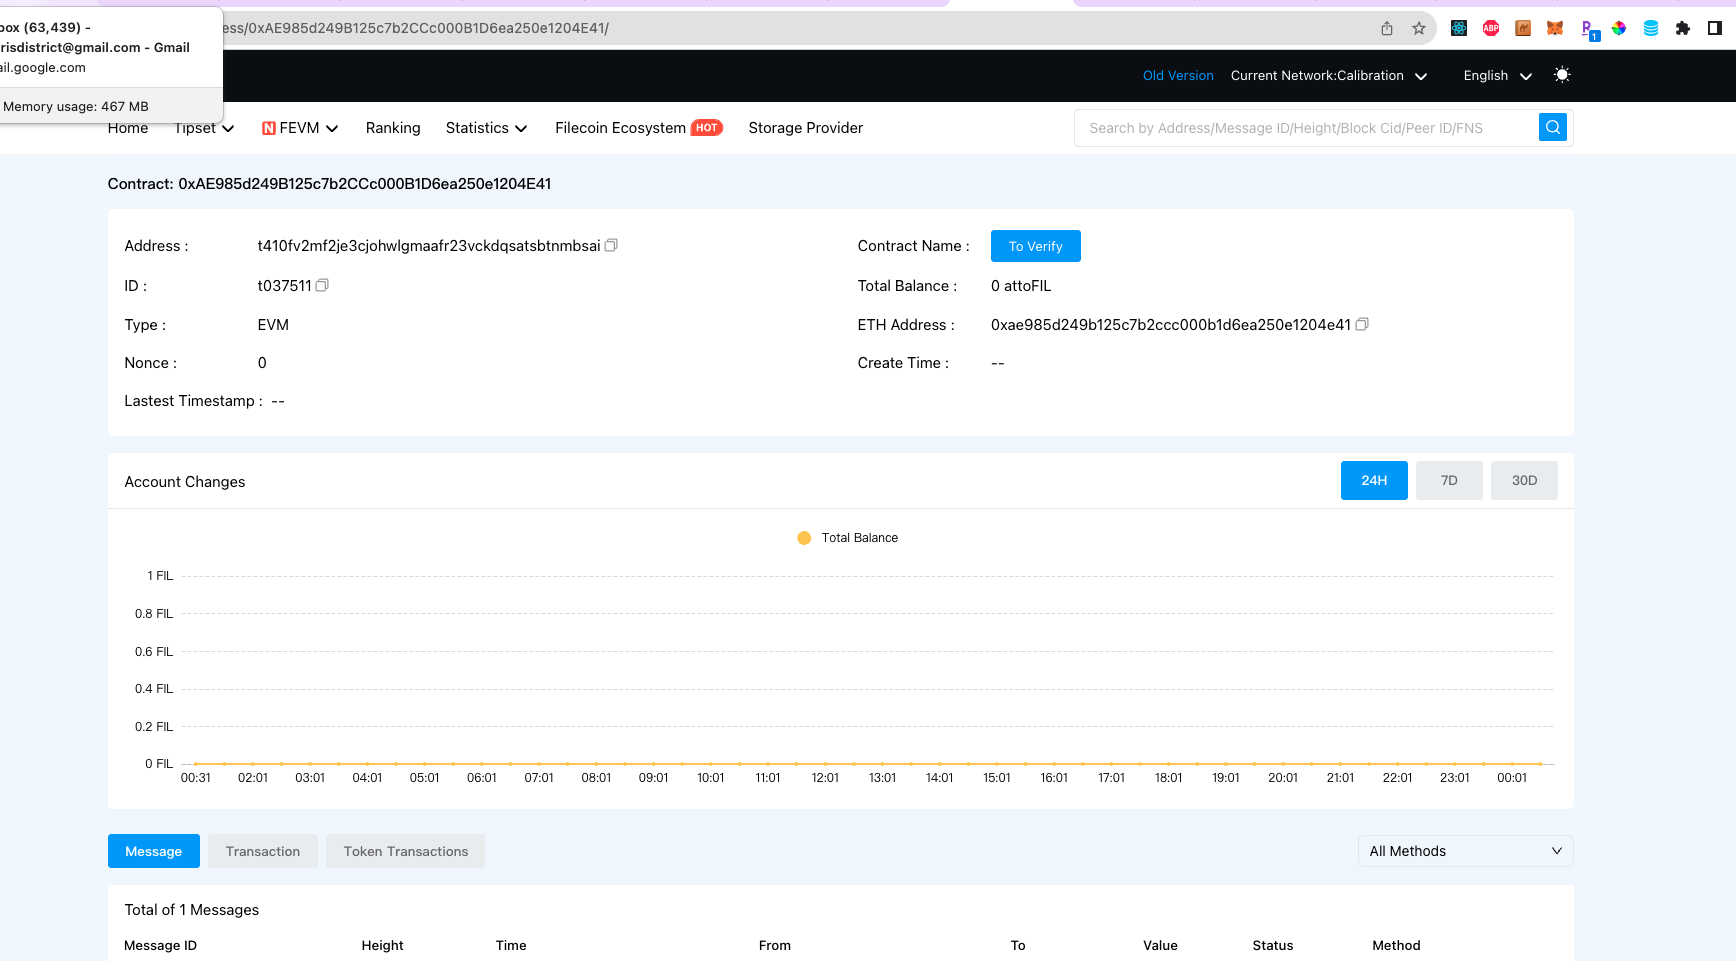 box (63,439) -
risdistrict@gmail.com - Gmail
ail.google.com
Memory usage: 467 MB
ess/0xAE985d249B125c7b2CCc000B1D6ea250e1204E41/
ABP
1
Old Version
Current Network:Calibration
English
Home
Tipset
N FEVM
Ranking
Statistics
Filecoin Ecosystem HOT
Storage Provider
Search by Address/Message ID/Height/Block Cid/Peer ID/FNS
Contract: 0xAE985d249B125c7b2CCc000B1D6ea250e1204E41
Address : t410fv2mf2je3cjohwlgmaafr23vckdqsatsbtnmbsai
Contract Name : To Verify
ID : t037511
Total Balance : 0 attoFIL
Type : EVM
ETH Address : 0xae985d249b125c7b2ccc000b1d6ea250e1204e41
Nonce : 0
Create Time : --
Lastest Timestamp : --
Account Changes
24H
7D
30D
Total Balance
1 FIL
0.8 FIL
0.6 FIL
0.4 FIL
0.2 FIL
0 FIL
00:31 02:01 03:01 04:01 05:01 06:01 07:01 08:01 09:01 10:01 11:01 12:01 13:01 14:01 15:01 16:01 17:01 18:01 19:01 20:01 21:01 22:01 23:01 00:01
Message
Transaction
Token Transactions
All Methods
Total of 1 Messages
Message ID Height Time From To Value Status Method